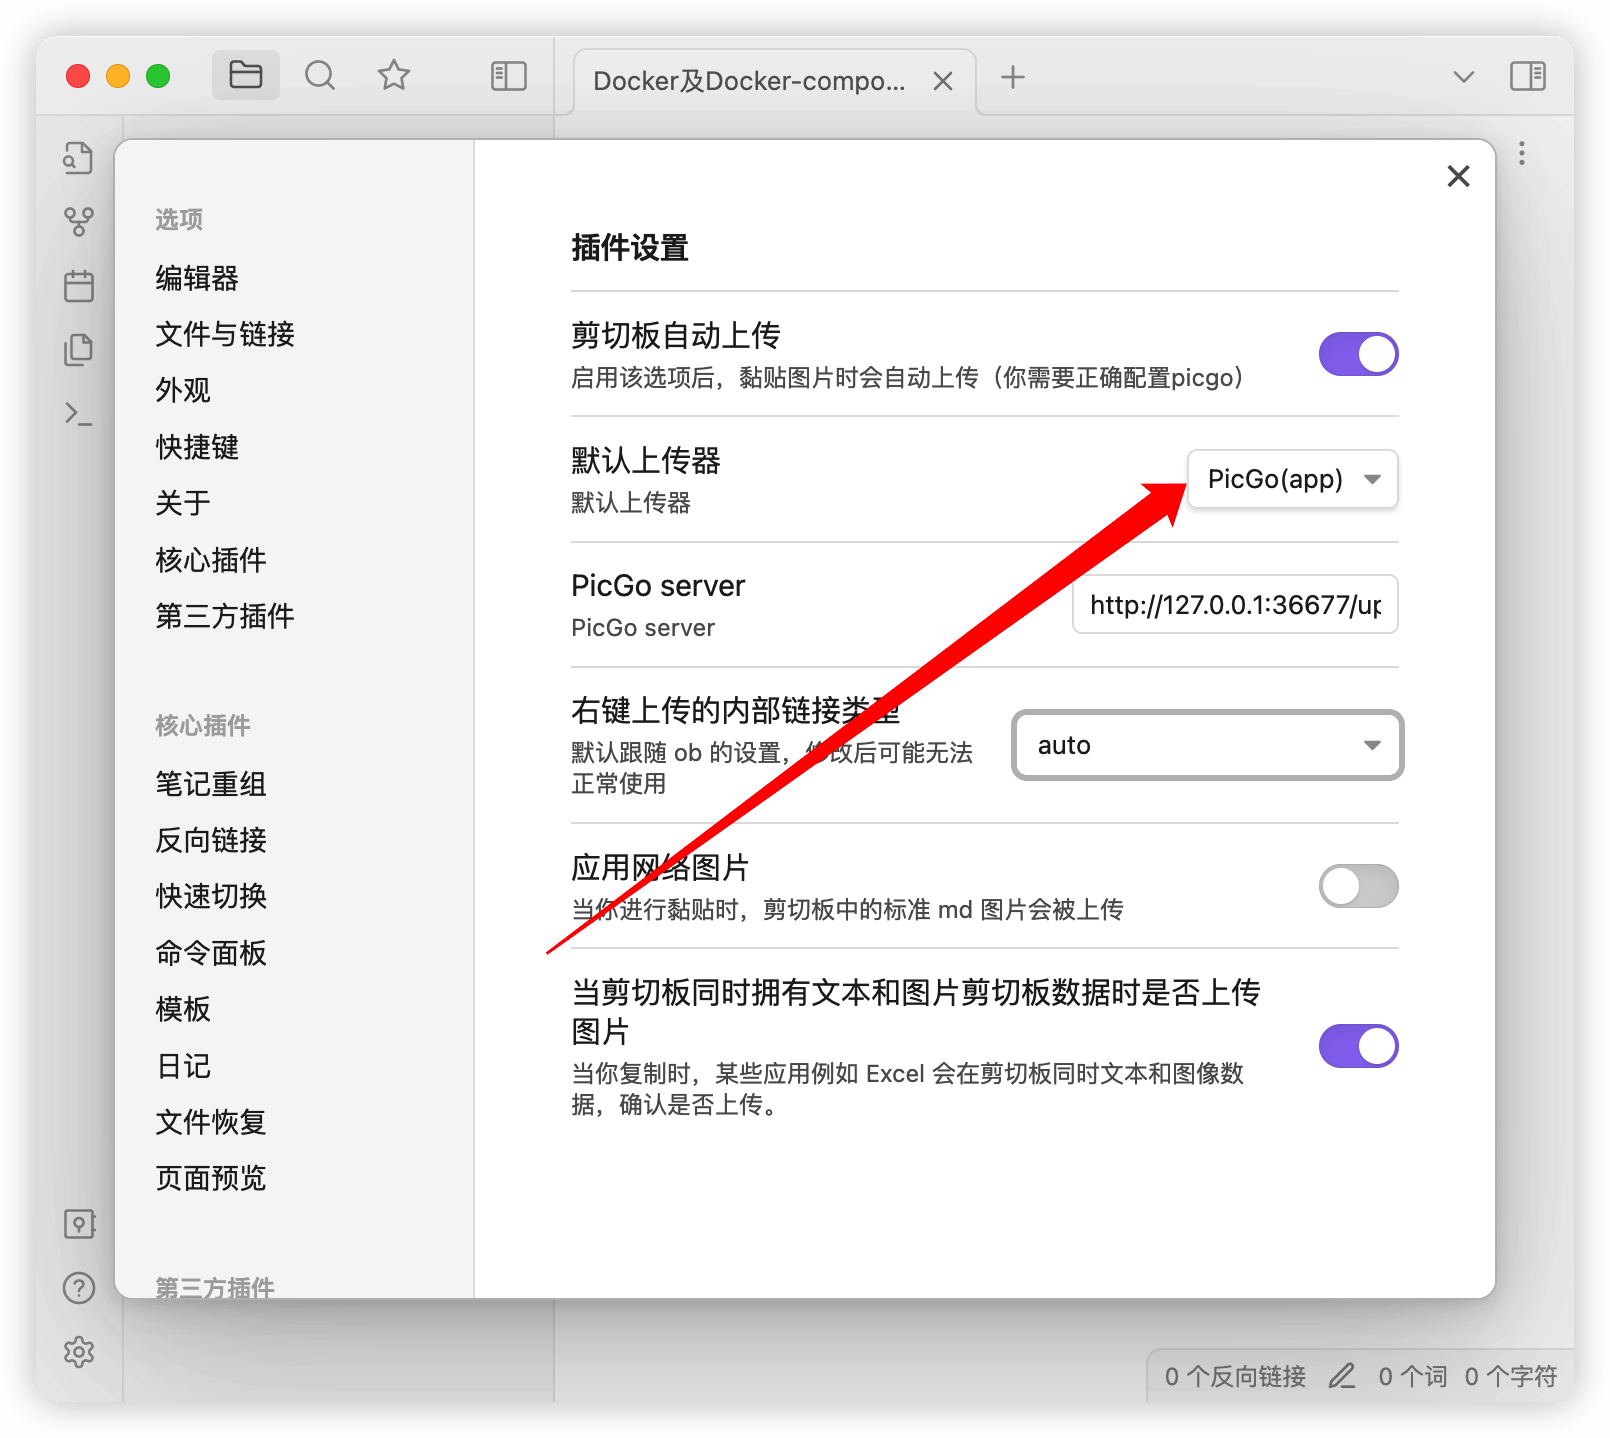 Docker及Docker-compo...
选项
编辑器
文件与链接
外观
快捷键
关于
核心插件
第三方插件
核心插件
笔记重组
反向链接
快速切换
命令面板
模板
日记
文件恢复
页面预览
第三方插件
插件设置
剪切板自动上传
启用该选项后，黏贴图片时会自动上传（你需要正确配置picgo）
默认上传器
默认上传器
PicGo(app)
PicGo server
PicGo server
http://127.0.0.1:36677/up
右键上传的内部链接类型
默认跟随 ob 的设置，修改后可能无法
正常使用
auto
应用网络图片
当你进行黏贴时，剪切板中的标准 md 图片会被上传
当剪切板同时拥有文本和图片剪切板数据时是否上传
图片
当你复制时，某些应用例如 Excel 会在剪切板同时文本和图像数
据，确认是否上传。
0 个反向链接 0 个词 0 个字符